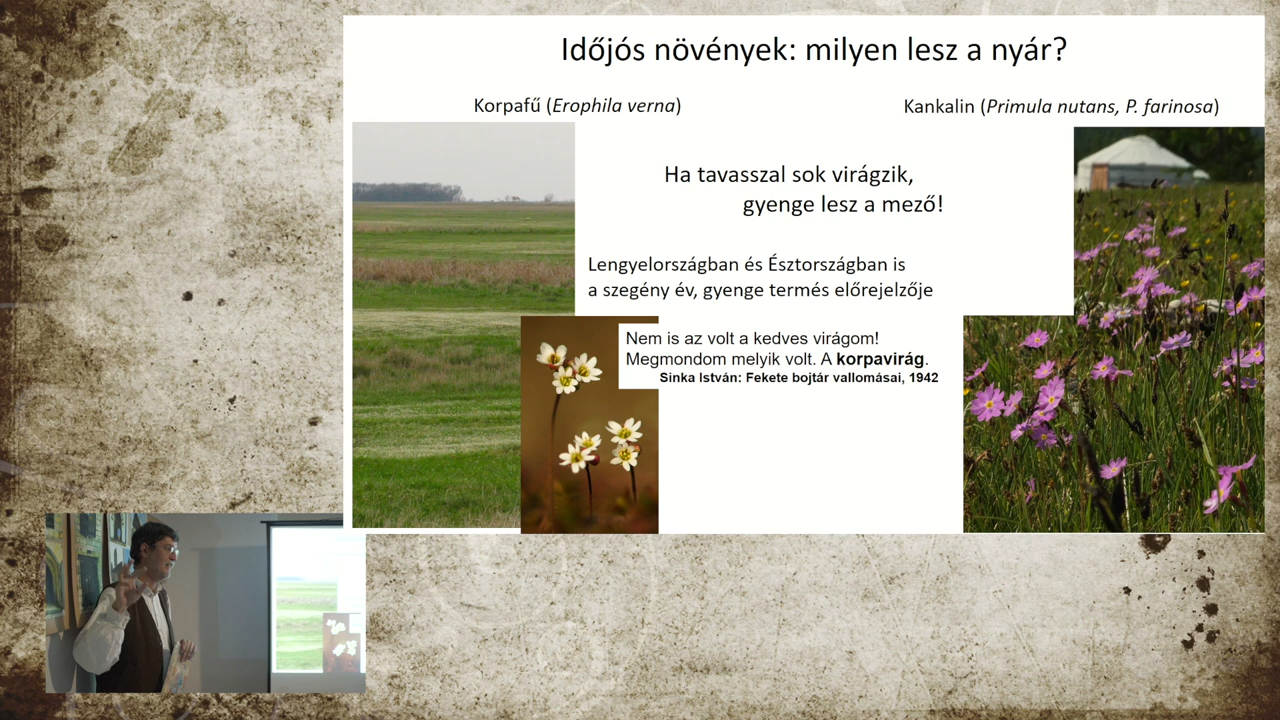 Időjós növények: milyen lesz a nyár?
Korpafű (Erophila verna)
Kankalin (Primula nutans, P. farinosa)
Ha tavasszal sok virágzik,
gyenge lesz a mező!
Lengyelországban és Észtországban is
a szegény év, gyenge termés előrejelzője
Nem is az volt a kedves virágom!
Megmondom melyik volt. A korpavirág.
Sinka István: Fekete bojtár vallomásai, 1942